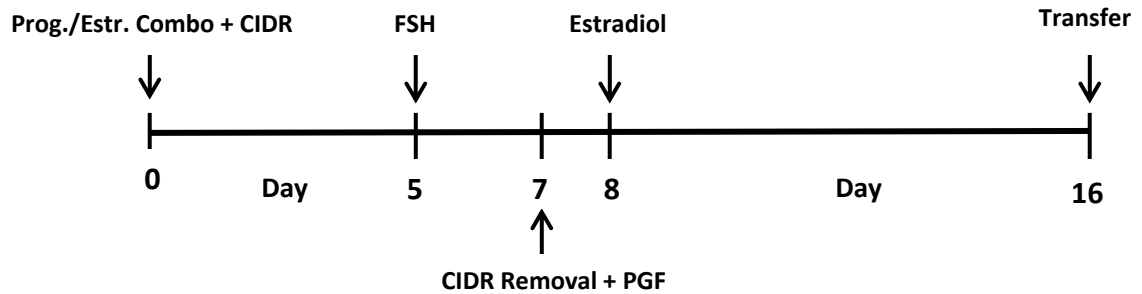 Prog./Estr. Combo + CIDR FSH Estradiol Transfer
0 Day 5 7 8 Day 16
CIDR Removal + PGF